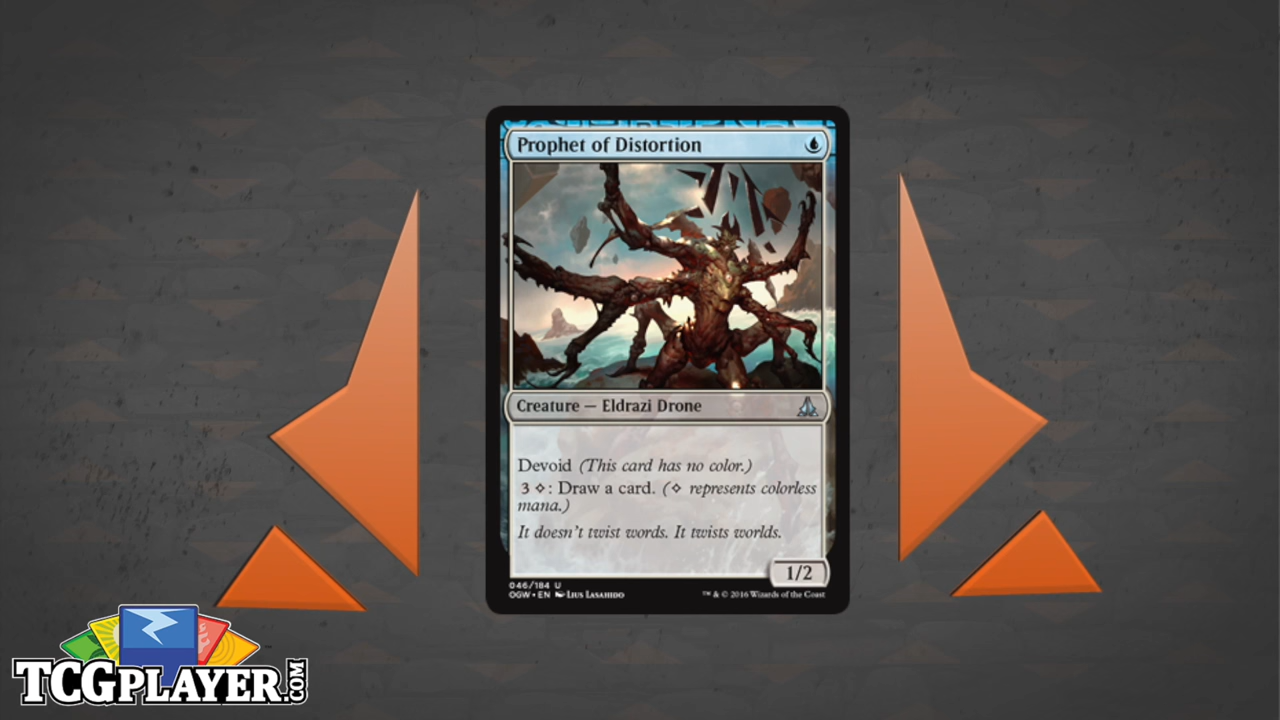 Prophet of Distortion
Creature — Eldrazi Drone
Devoid (This card has no color.)
3 ◇: Draw a card. (◇ represents colorless
mana.)
It doesn't twist words. It twists worlds.
1/2
046/184 U
OGW • EN Lius Lasahido
™ & © 2016 Wizards of the Coast
TCGPLAYER.COM